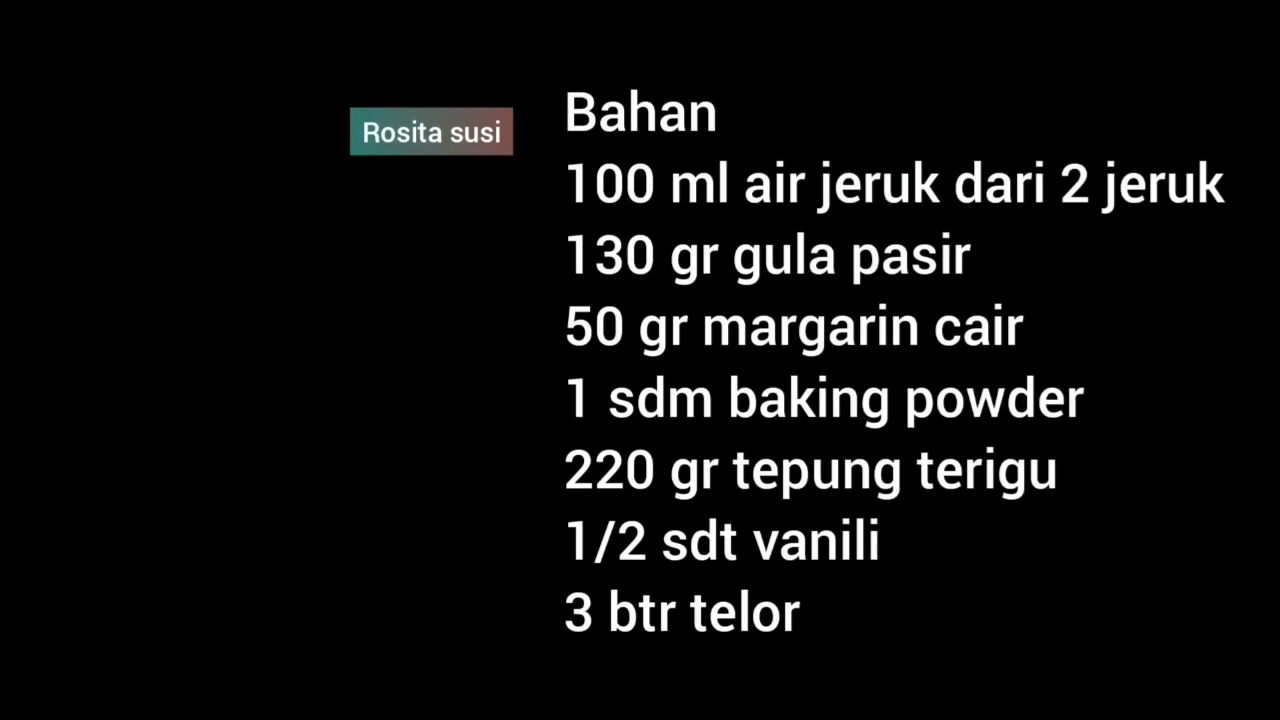 Rosita susi
Bahan
100 ml air jeruk dari 2 jeruk
130 gr gula pasir
50 gr margarin cair
1 sdm baking powder
220 gr tepung terigu
1/2 sdt vanili
3 btr telor